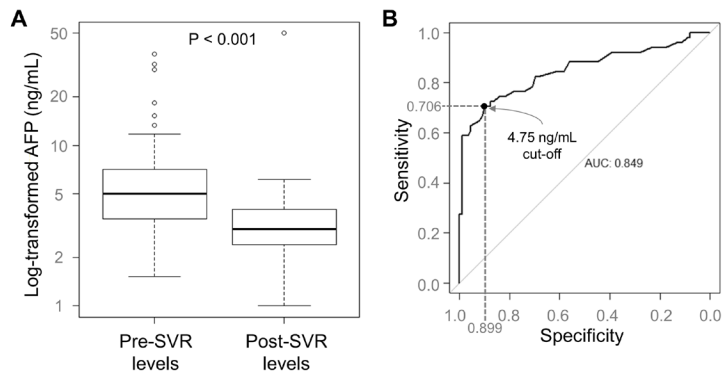 A
Log-transformed AFP (ng/mL)
50
20
10
5
2
1
P < 0.001
Pre-SVR
levels
Post-SVR
levels
B
Sensitivity
1.0
0.8
0.706
0.6
0.4
0.2
0.0
4.75 ng/mL
cut-off
AUC: 0.849
1.0
0.8
0.6
0.4
0.2
0.0
0.899
Specificity